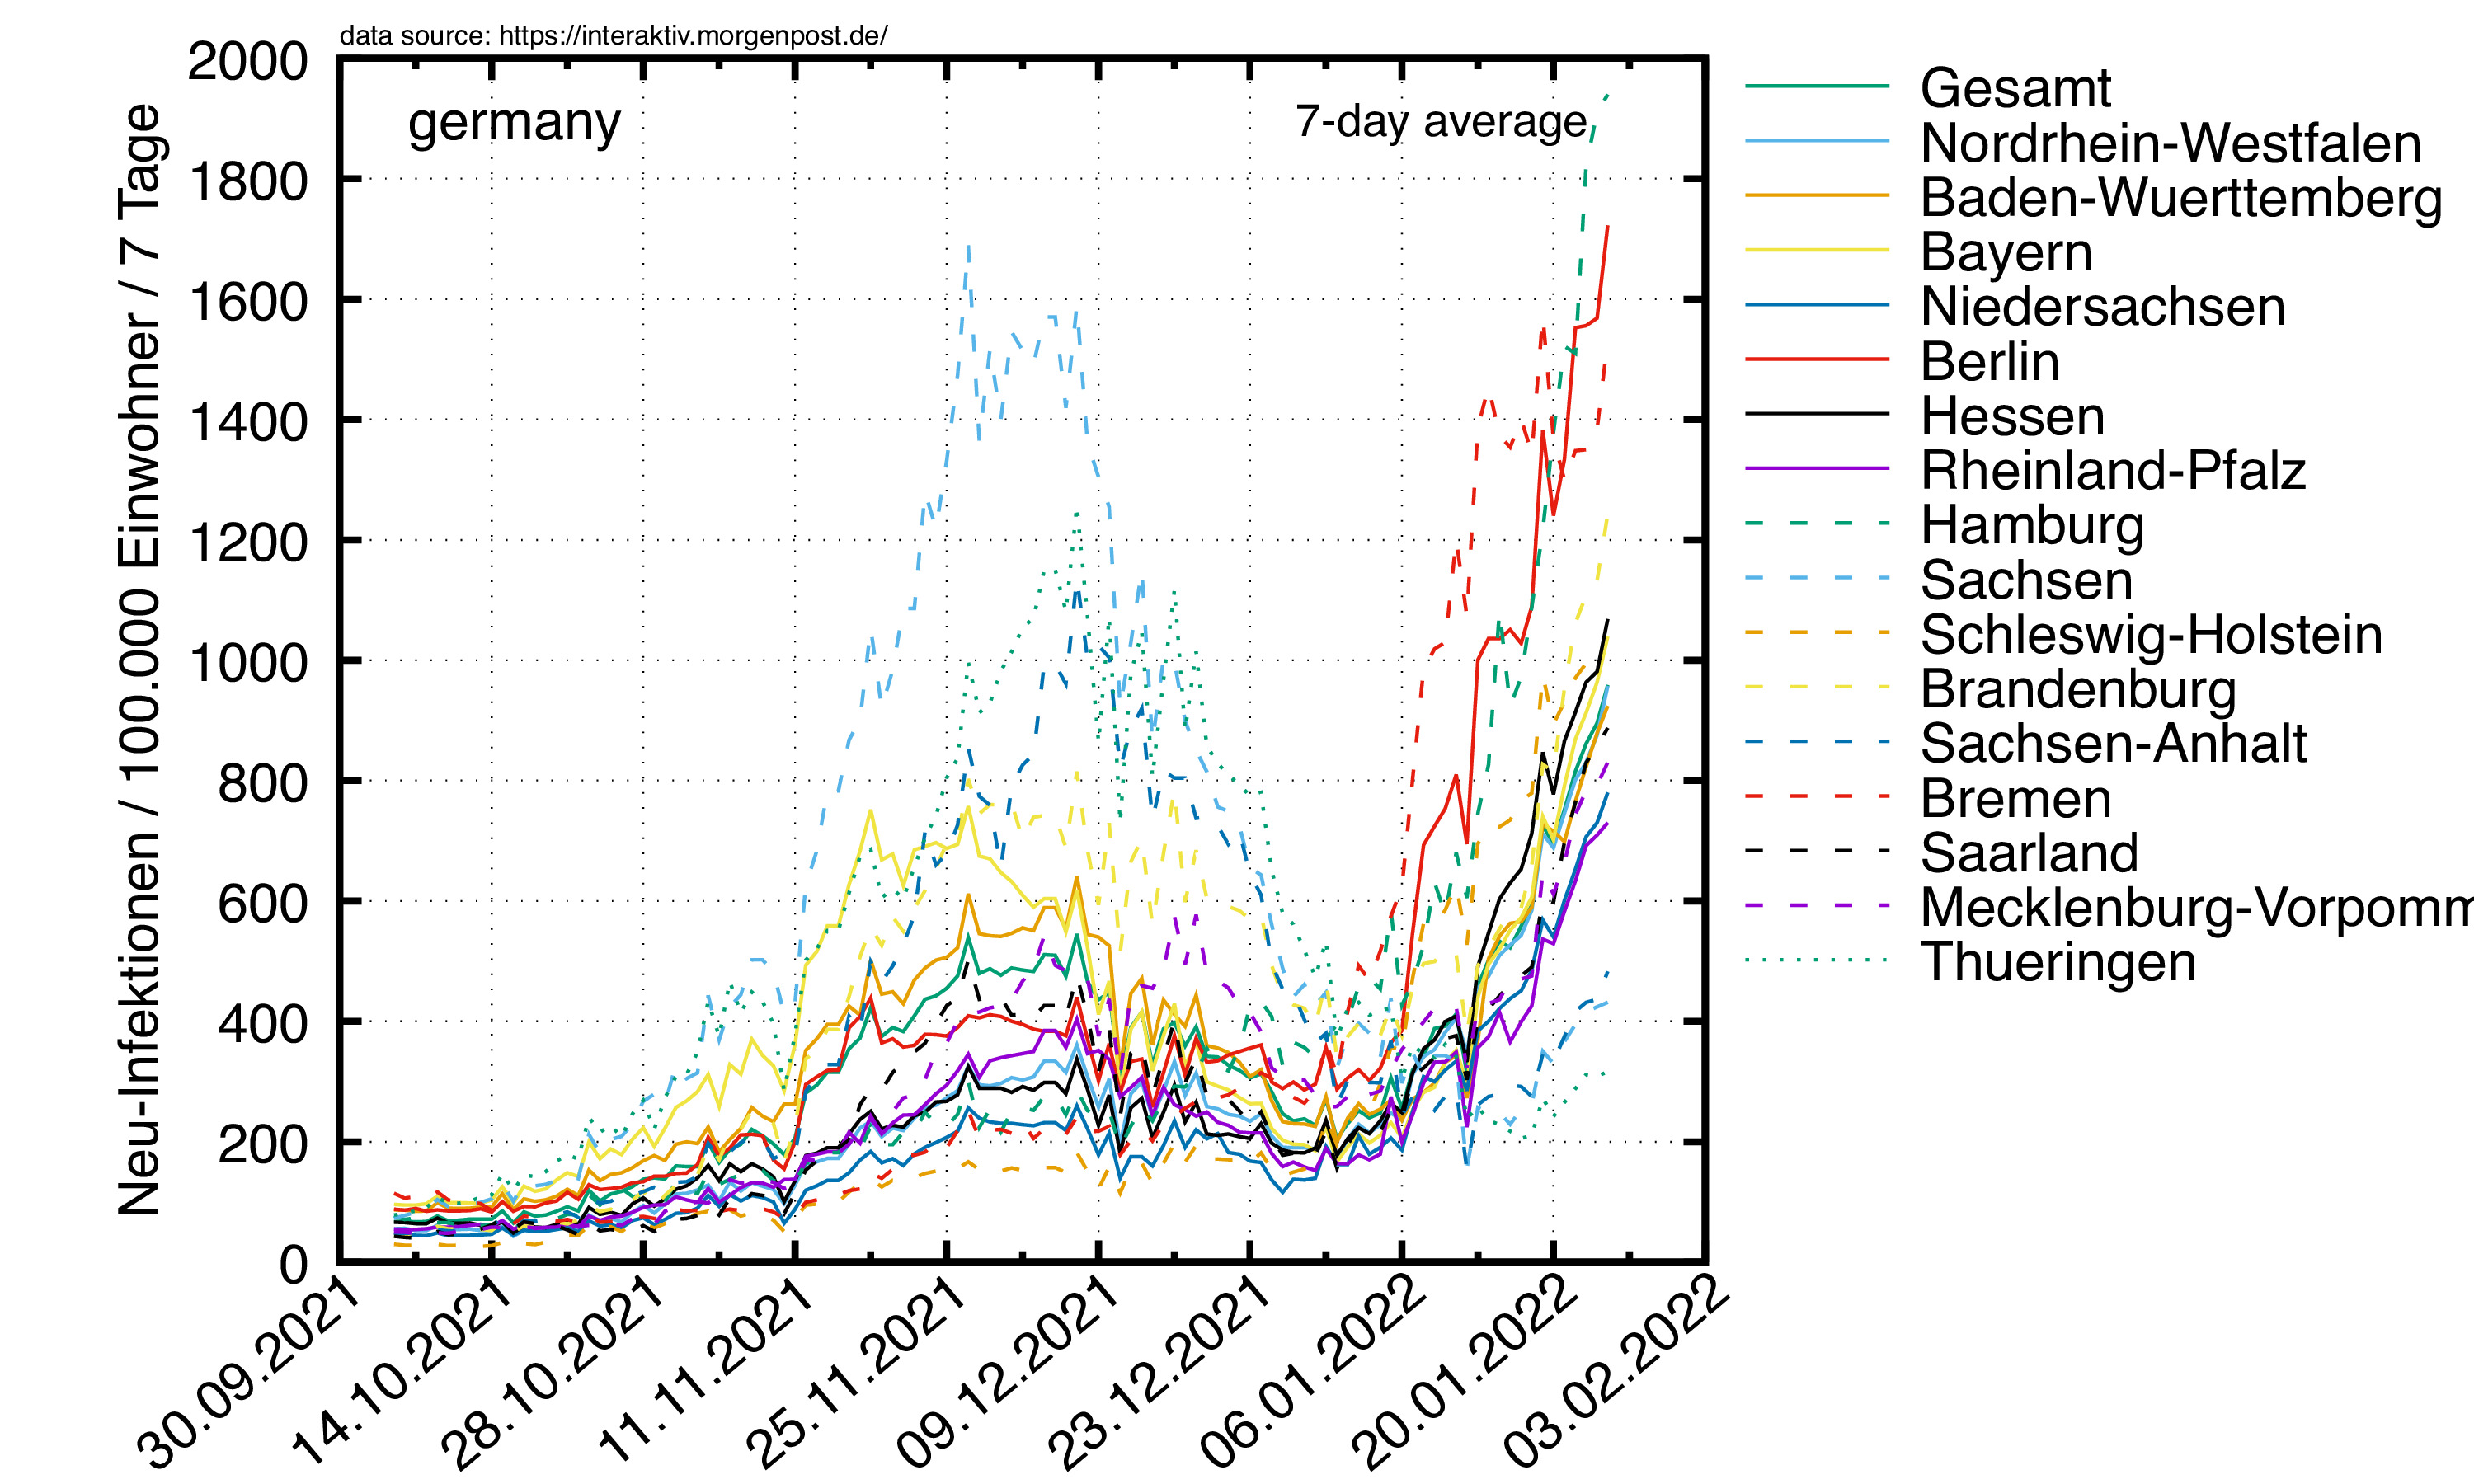 data source: https://interaktiv.morgenpost.de/
germany
7-day average
Neu-Infektionen / 100.000 Einwohner / 7 Tage
2000
1800
1600
1400
1200
1000
800
600
400
200
0
30.09.2021
14.10.2021
28.10.2021
11.11.2021
25.11.2021
09.12.2021
23.12.2021
06.01.2022
20.01.2022
03.02.2022
Gesamt
Nordrhein-Westfalen
Baden-Wuerttemberg
Bayern
Niedersachsen
Berlin
Hessen
Rheinland-Pfalz
Hamburg
Sachsen
Schleswig-Holstein
Brandenburg
Sachsen-Anhalt
Bremen
Saarland
Mecklenburg-Vorpomm
Thueringen